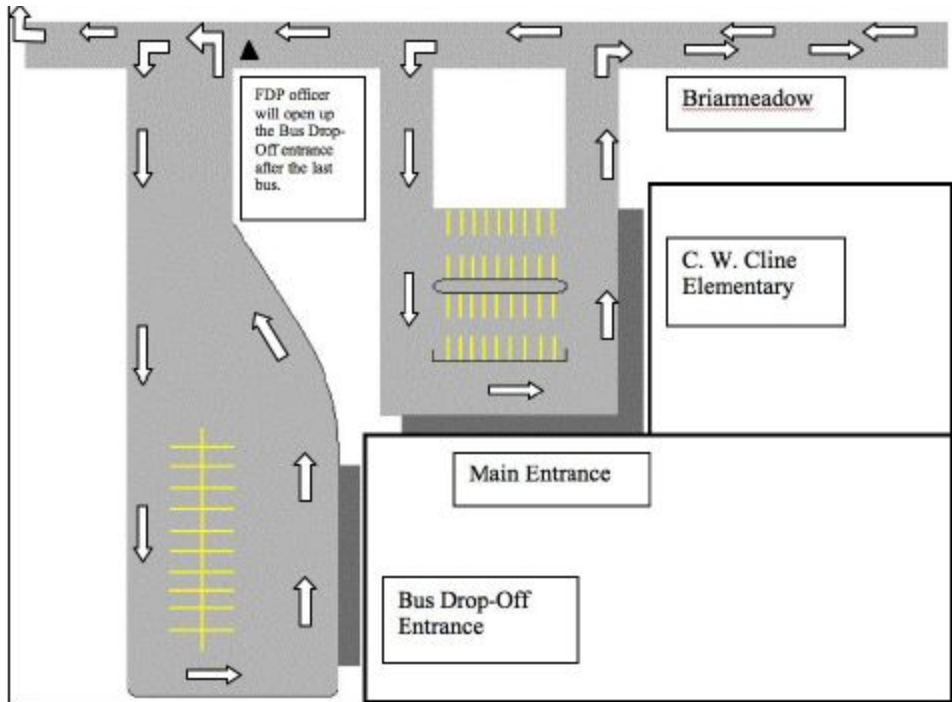 FDP officer
will open up
the Bus Drop-
Off entrance
after the last
bus.
Briarmeadow
C. W. Cline
Elementary
Main Entrance
Bus Drop-Off
Entrance